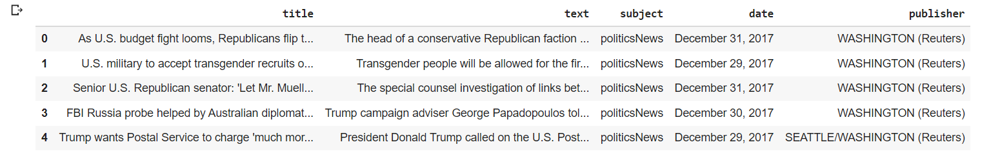 title text subject date publisher
0 As U.S. budget fight looms, Republicans flip t... The head of a conservative Republican faction ... politicsNews December 31, 2017 WASHINGTON (Reuters)
1 U.S. military to accept transgender recruits o... Transgender people will be allowed for the fir... politicsNews December 29, 2017 WASHINGTON (Reuters)
2 Senior U.S. Republican senator: 'Let Mr. Muell... The special counsel investigation of links bet... politicsNews December 31, 2017 WASHINGTON (Reuters)
3 FBI Russia probe helped by Australian diplomat... Trump campaign adviser George Papadopoulos tol... politicsNews December 30, 2017 WASHINGTON (Reuters)
4 Trump wants Postal Service to charge 'much mor... President Donald Trump called on the U.S. Post... politicsNews December 29, 2017 SEATTLE/WASHINGTON (Reuters)